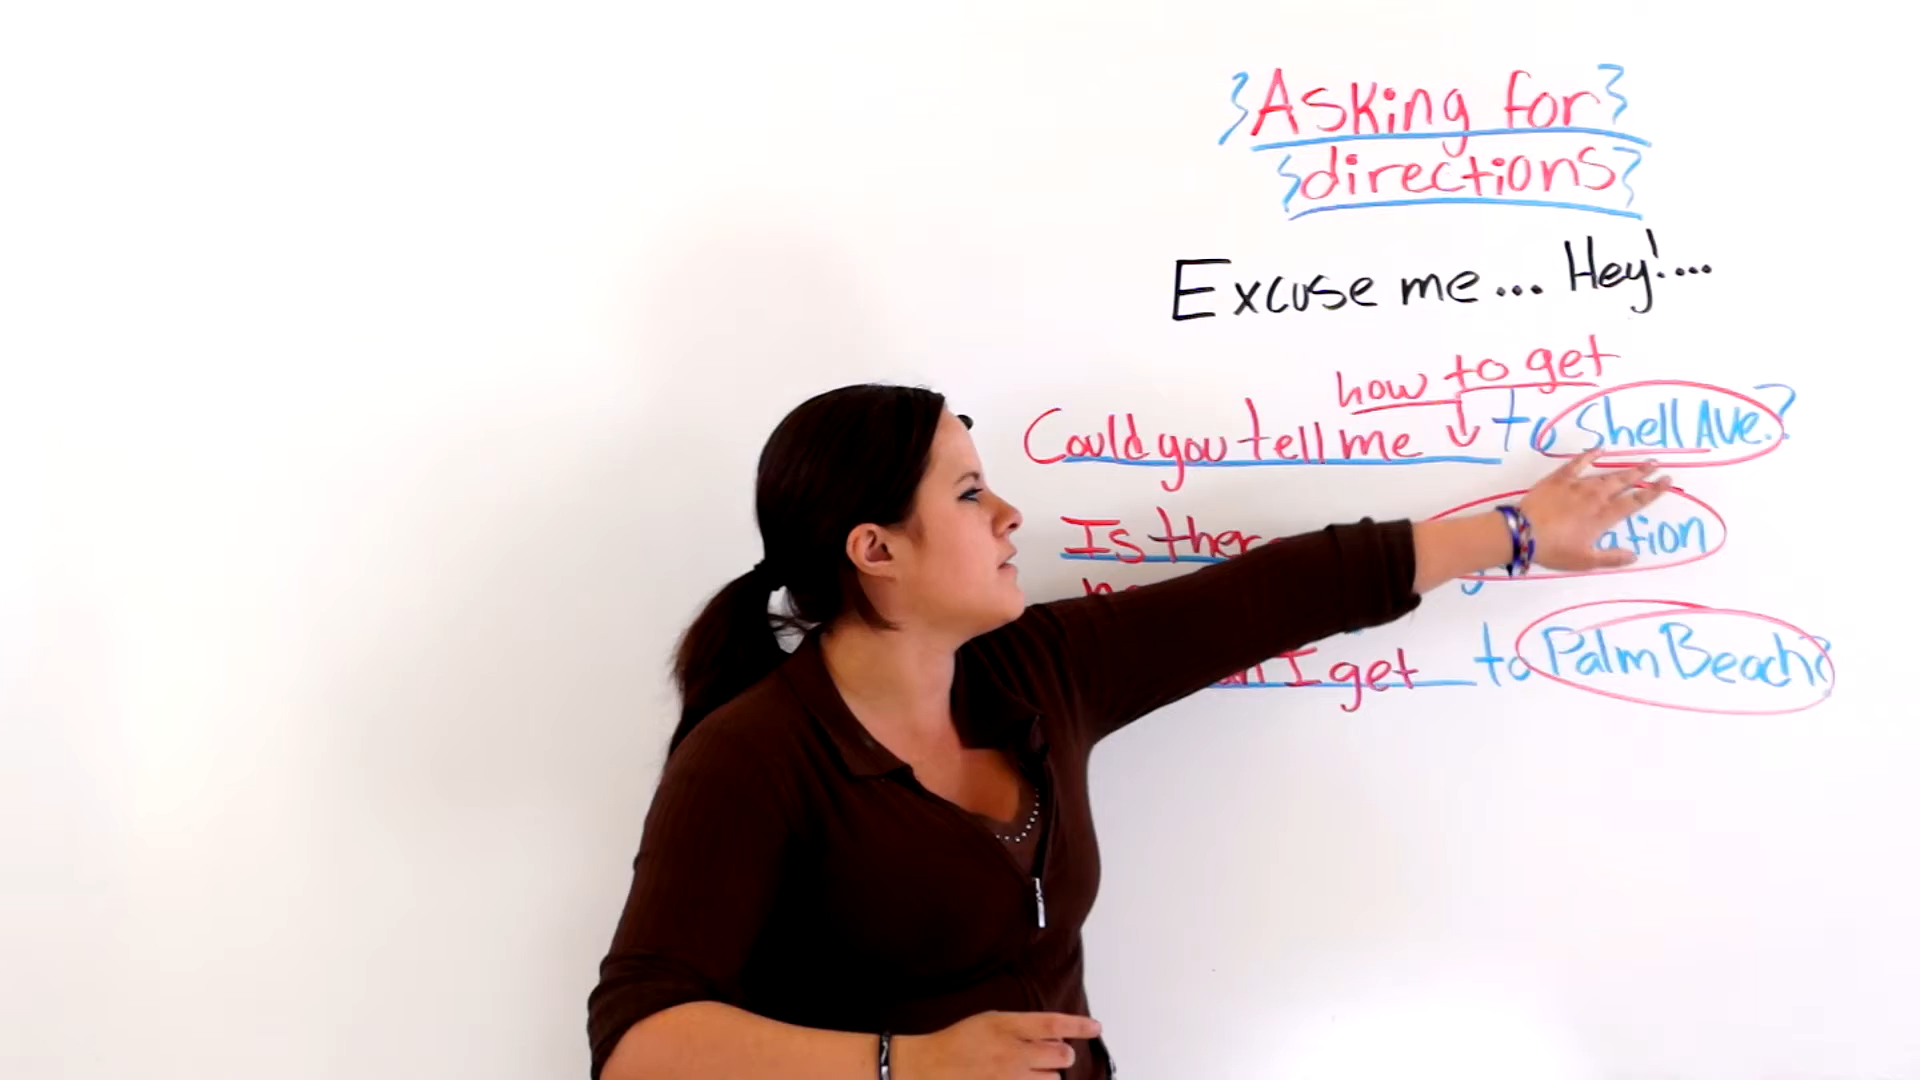 Asking for
directions
Excuse me... Hey!....
how to get
Could you tell me ↓ to Shell Ave.?
Is there
I get to Palm Beach?